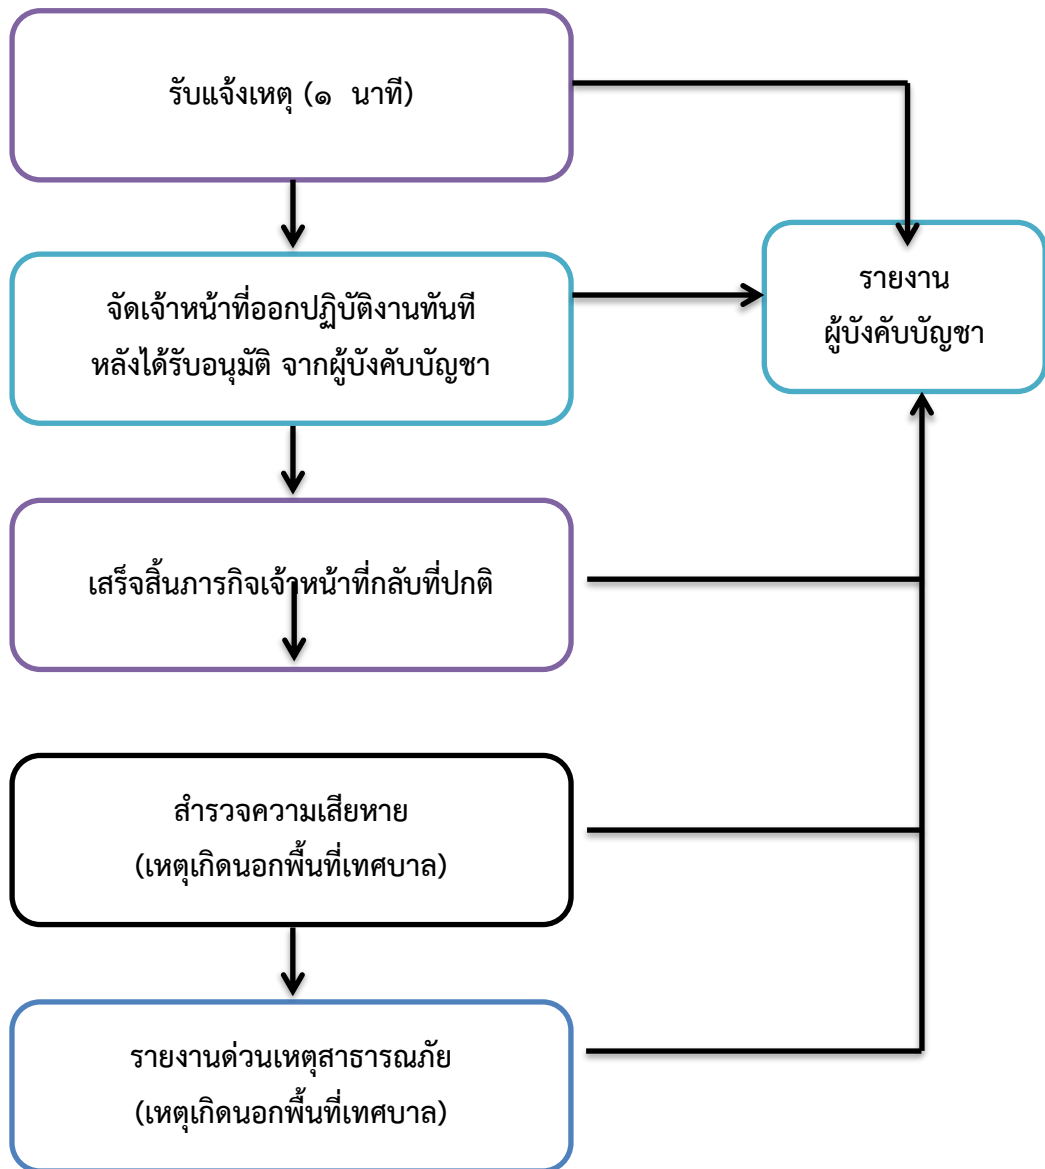 รับแจ้งเหตุ (๑ นาที)
รายงาน
ผู้บังคับบัญชา
จัดเจ้าหน้าที่ออกปฏิบัติงานทันที
หลังได้รับอนุมัติ จากผู้บังคับบัญชา
เสร็จสิ้นภารกิจเจ้าหน้าที่กลับที่ปกติ
สำรวจความเสียหาย
(เหตุเกิดนอกพื้นที่เทศบาล)
รายงานด่วนเหตุสาธารณภัย
(เหตุเกิดนอกพื้นที่เทศบาล)